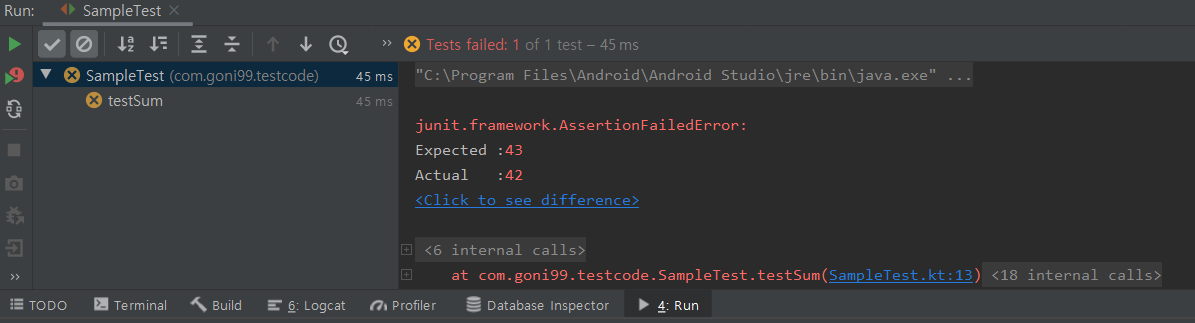 Run: SampleTest
Tests failed: 1 of 1 test – 45 ms
SampleTest (com.goni99.testcode) 45 ms
testSum 45 ms
"C:\Program Files\Android\Android Studio\jre\bin\java.exe" ...
junit.framework.AssertionFailedError:
Expected :43
Actual   :42
<Click to see difference>
<6 internal calls>
at com.goni99.testcode.SampleTest.testSum(SampleTest.kt:13) <18 internal calls>
TODO Terminal Build 6: Logcat Profiler Database Inspector 4: Run